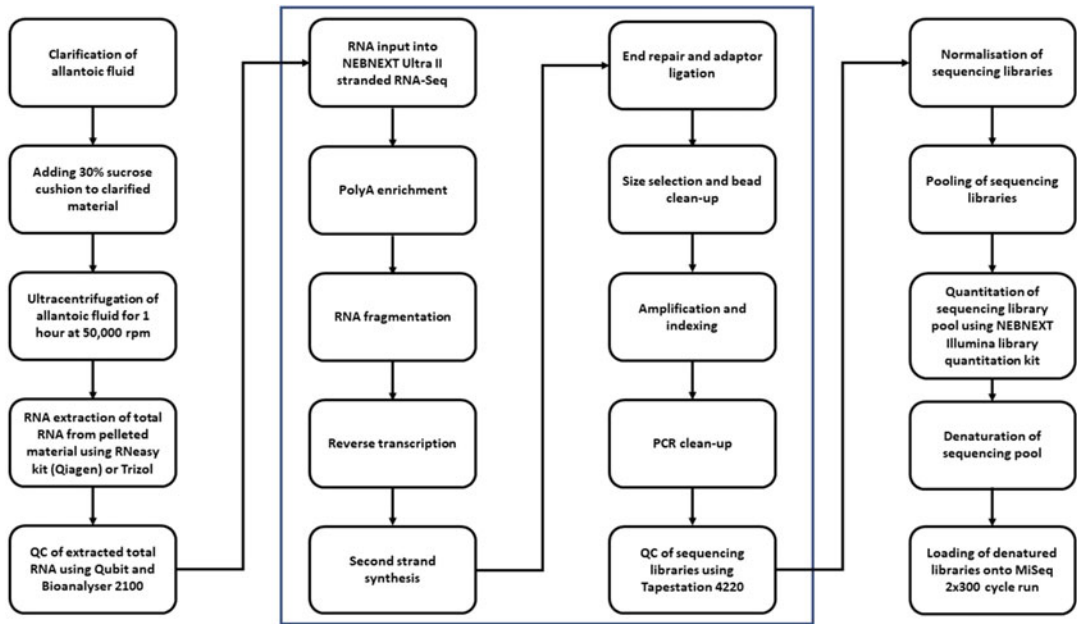 Clarification of
allantoic fluid
Adding 30% sucrose
cushion to clarified
material
Ultracentrifugation of
allantoic fluid for 1
hour at 50,000 rpm
RNA extraction of total
RNA from pelleted
material using RNeasy
kit (Qiagen) or Trizol
QC of extracted total
RNA using Qubit and
Bioanalyser 2100
RNA input into
NEBNEXT Ultra II
stranded RNA-Seq
PolyA enrichment
RNA fragmentation
Reverse transcription
Second strand
synthesis
End repair and adaptor
ligation
Size selection and bead
clean-up
Amplification and
indexing
PCR clean-up
QC of sequencing
libraries using
Tapestation 4220
Normalisation of
sequencing libraries
Pooling of sequencing
libraries
Quantitation of
sequencing library
pool using NEBNEXT
Illumina library
quantitation kit
Denaturation of
sequencing pool
Loading of denatured
libraries onto MiSeq
2x300 cycle run